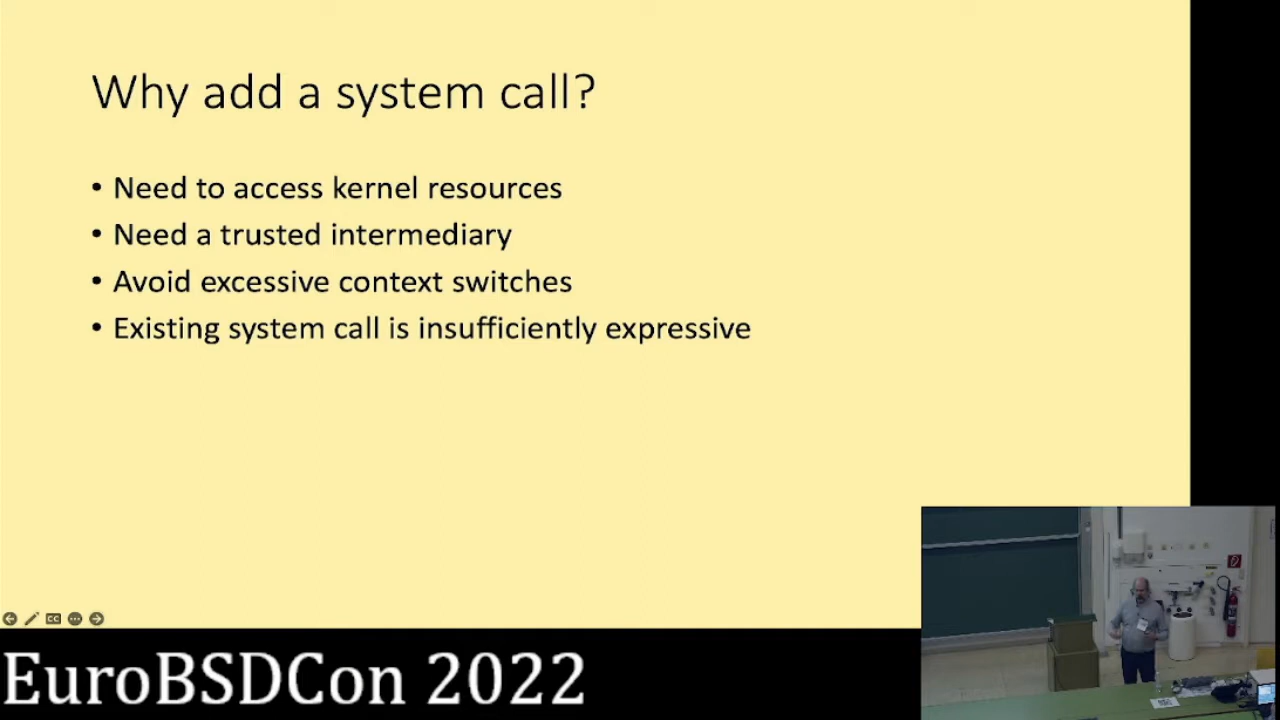 Why add a system call?
• Need to access kernel resources
• Need a trusted intermediary
• Avoid excessive context switches
• Existing system call is insufficiently expressive
CC
EuroBSDCon 2022